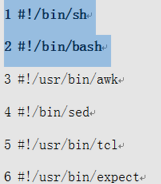 1 #!/bin/sh
2 #!/bin/bash
3 #!/usr/bin/awk
4 #!/bin/sed
5 #!/usr/bin/tcl
6 #!/usr/bin/expect